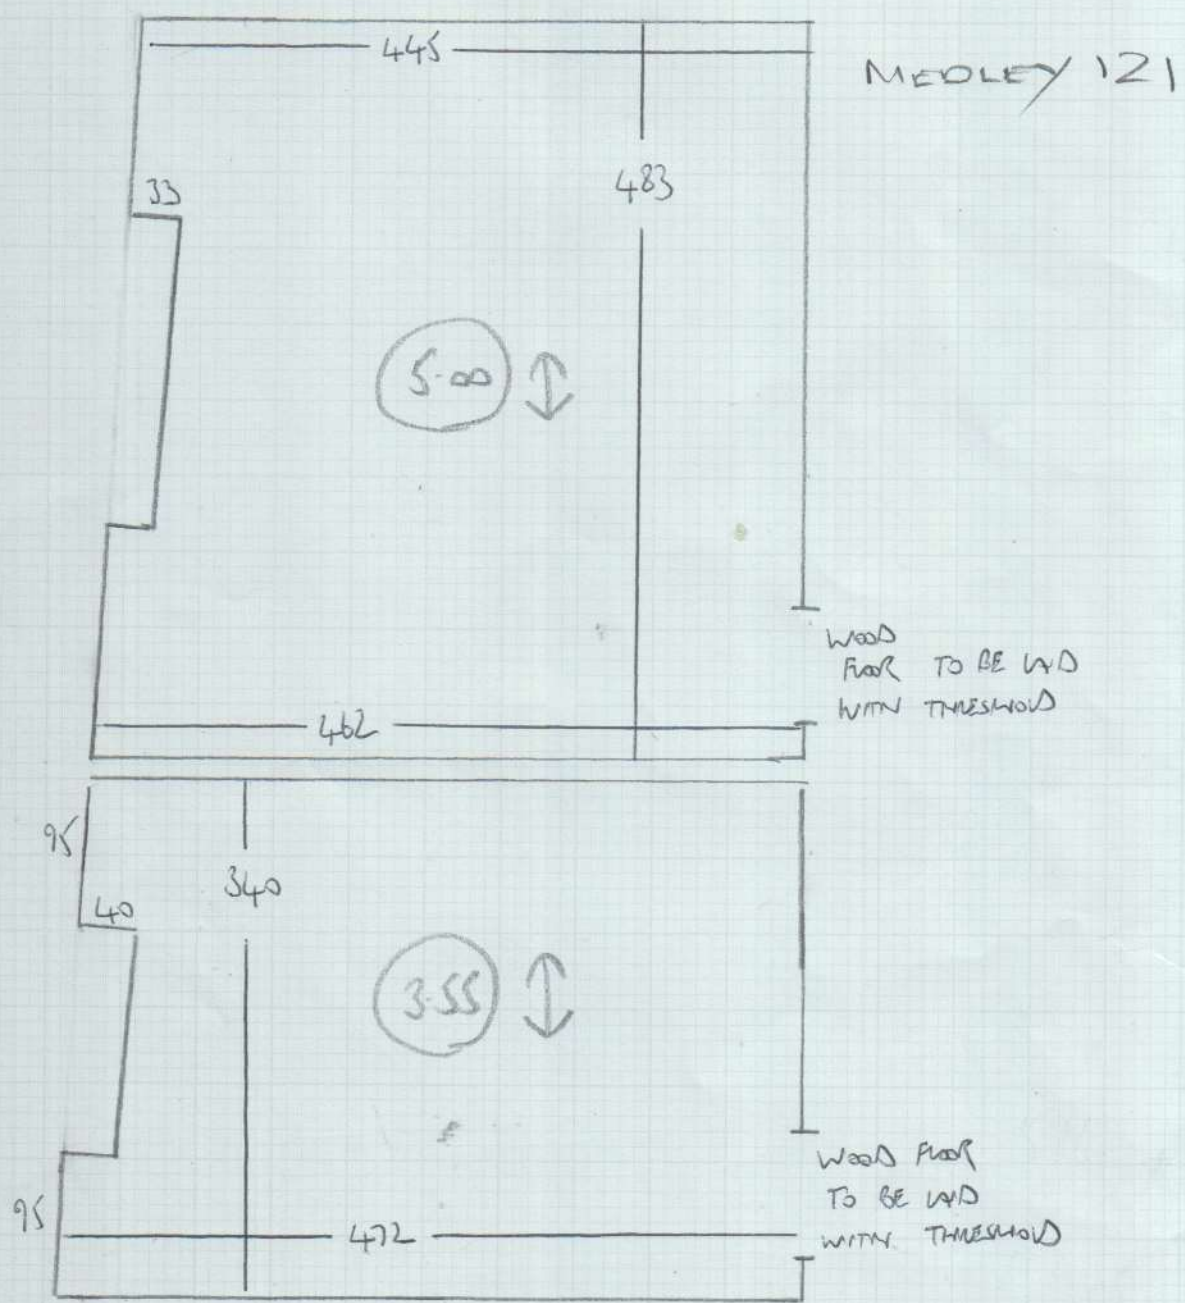 445
MEDLEY 121
33
483
5.00
WOOD
FLOOR TO BE LAID
WITH THRESHOLD
462
95
340
40
3.55
WOOD FLOOR
TO BE LAID
WITH THRESHOLD
95
472